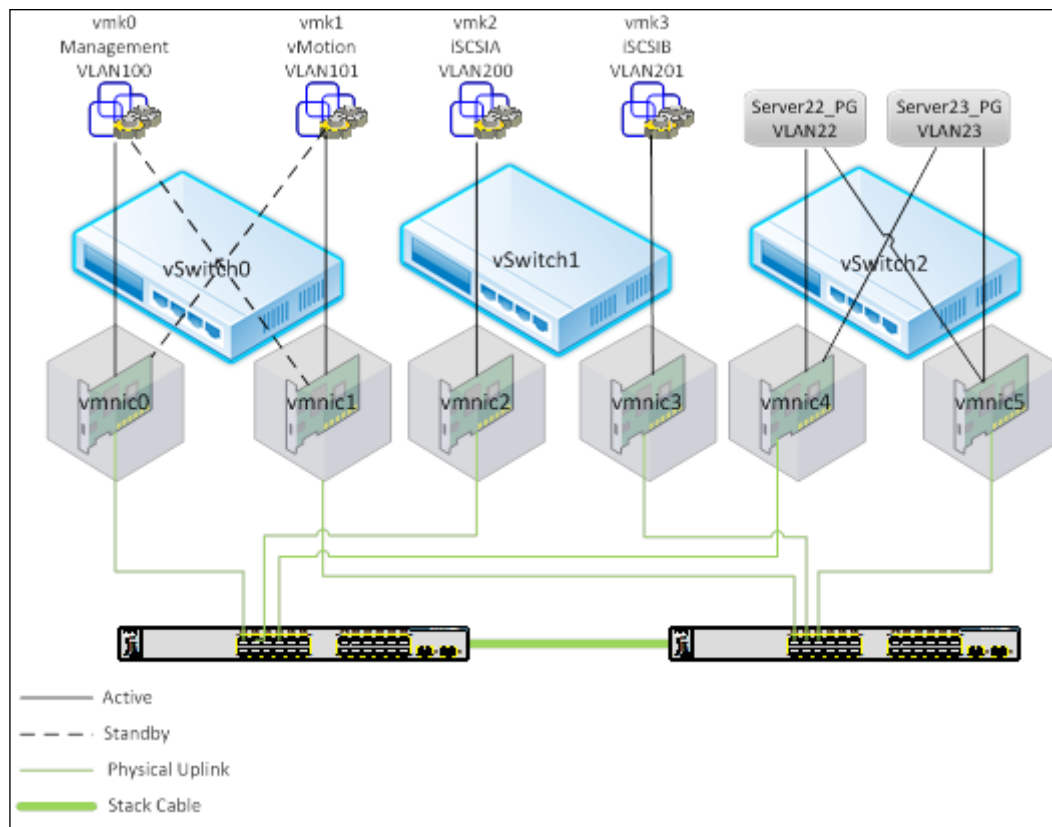 vmk0
Management
VLAN100
vmk1
vMotion
VLAN101
vmk2
iSCSIA
VLAN200
vmk3
iSCSIB
VLAN201
Server22_PG
VLAN22
Server23_PG
VLAN23
vSwitch0
vSwitch1
vSwitch2
vmnic0
vmnic1
vmnic2
vmnic3
vmnic4
vmnic5
Active
Standby
Physical Uplink
Stack Cable